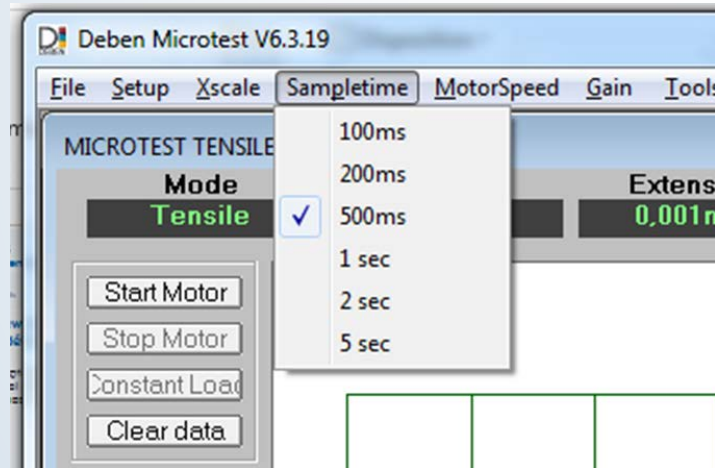 Deben Microtest V6.3.19
File Setup Xscale Sampletime MotorSpeed Gain Tools
100ms
200ms
500ms
1 sec
2 sec
5 sec
MICROTEST TENSILE
Mode
Tensile
Extens
0,001
Start Motor
Stop Motor
Constant Load
Clear data